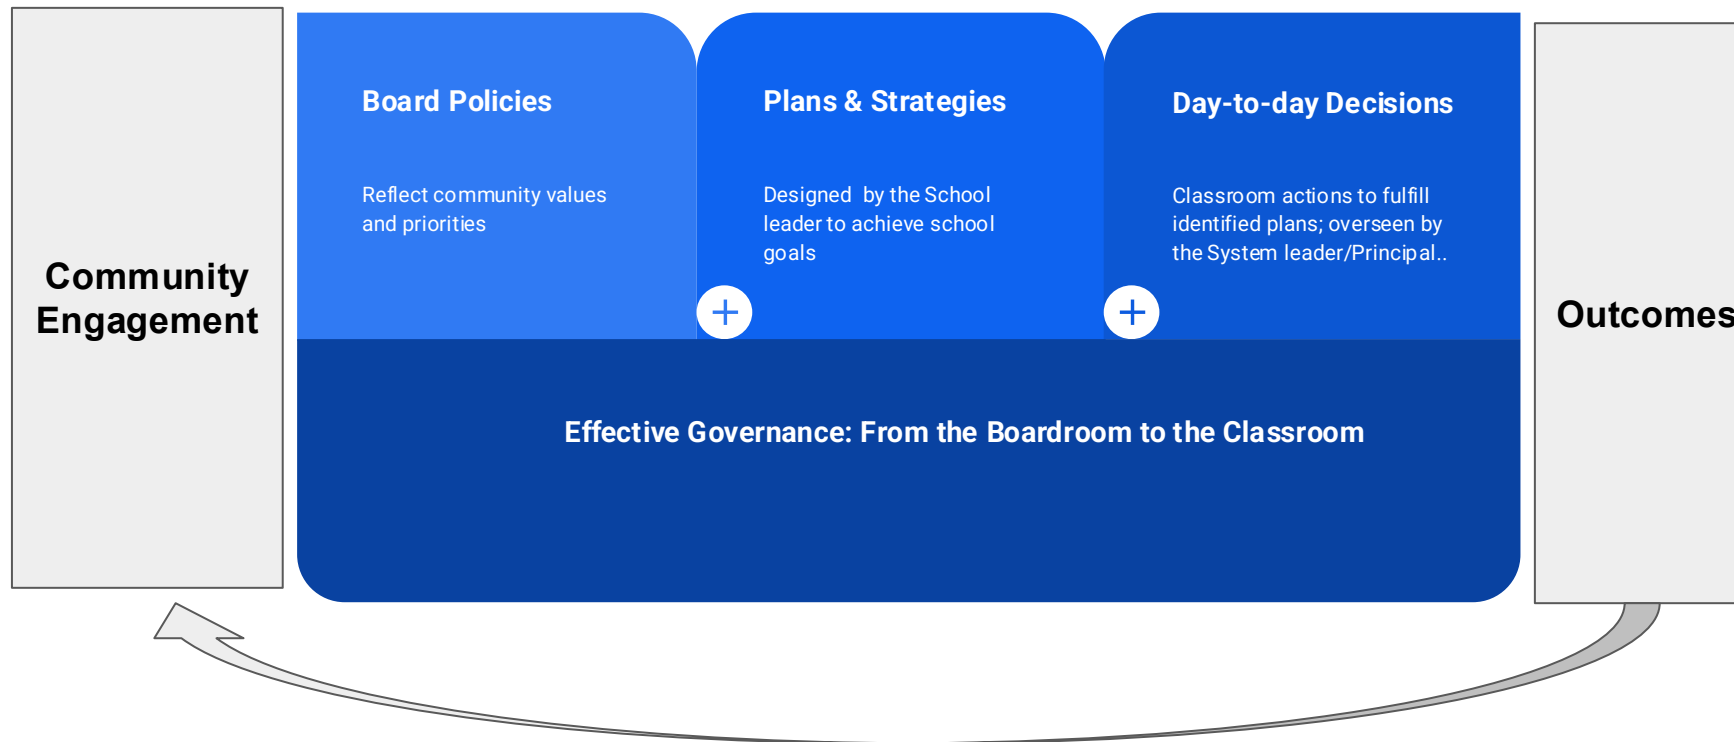 Community
Engagement
Board Policies
Reflect community values
and priorities
Plans & Strategies
Designed  by the School
leader to achieve school
goals
Day-to-day Decisions
Classroom actions to fulfill
identified plans; overseen by
the System leader/Principal..
Effective Governance: From the Boardroom to the Classroom
Outcomes